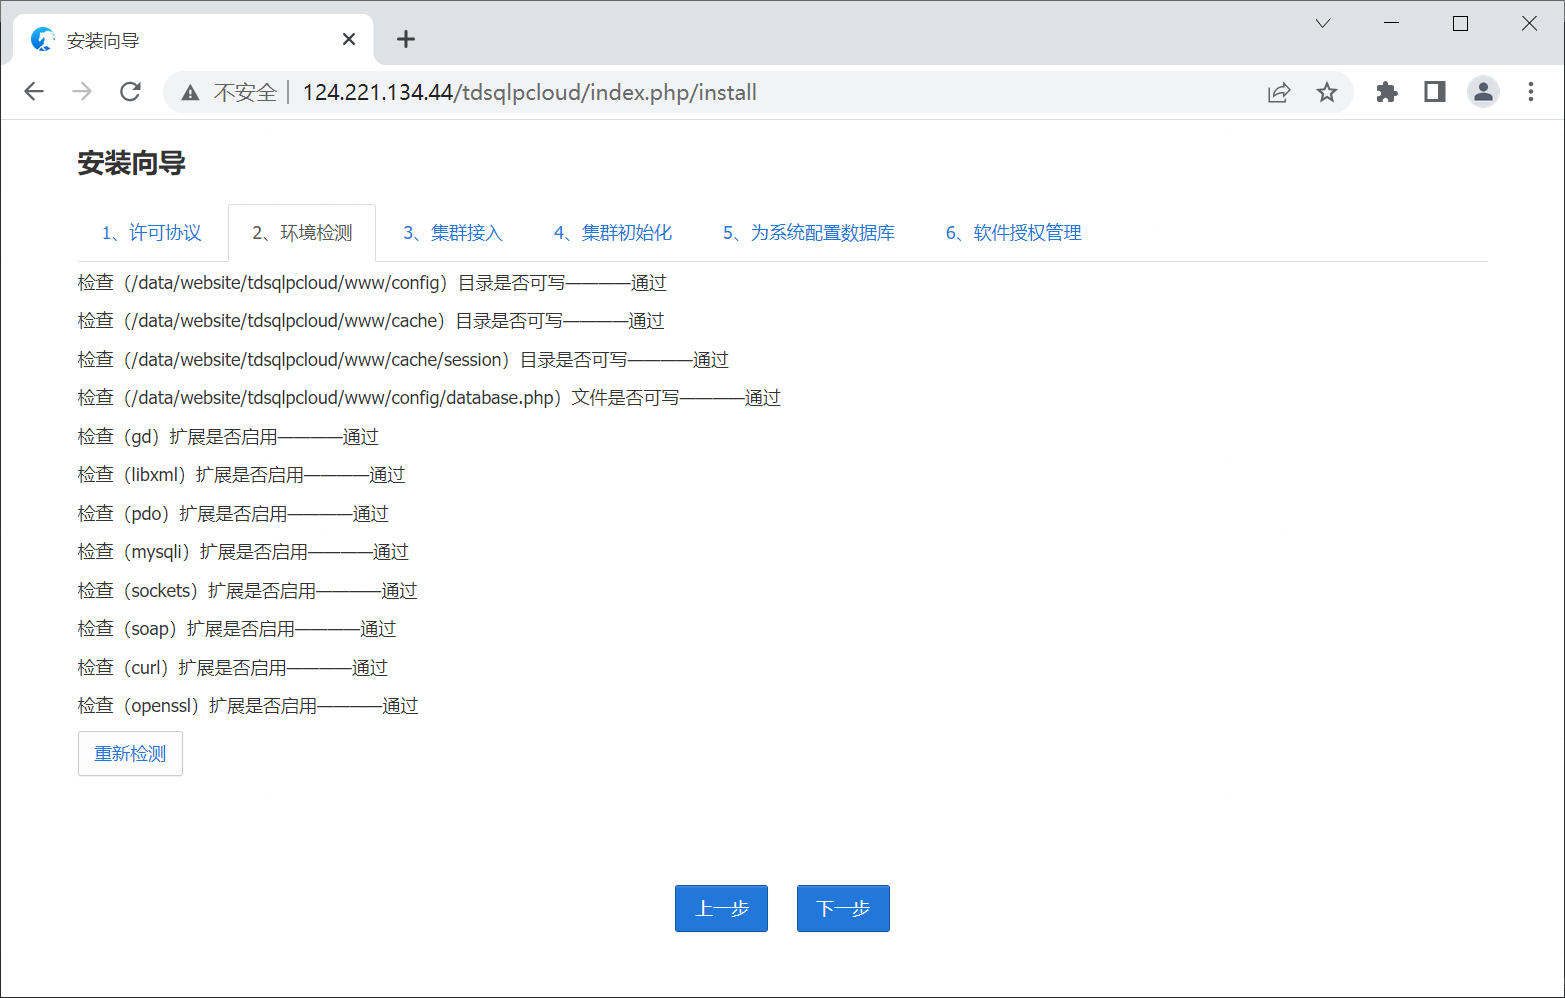 安装向导
不安全 124.221.134.44/tdsqlpcloud/index.php/install
安装向导
1、许可协议 2、环境检测 3、集群接入 4、集群初始化 5、为系统配置数据库 6、软件授权管理
检查（/data/website/tdsqlpcloud/www/config）目录是否可写————通过
检查（/data/website/tdsqlpcloud/www/cache）目录是否可写————通过
检查（/data/website/tdsqlpcloud/www/cache/session）目录是否可写————通过
检查（/data/website/tdsqlpcloud/www/config/database.php）文件是否可写————通过
检查（gd）扩展是否启用————通过
检查（libxml）扩展是否启用————通过
检查（pdo）扩展是否启用————通过
检查（mysqli）扩展是否启用————通过
检查（sockets）扩展是否启用————通过
检查（soap）扩展是否启用————通过
检查（curl）扩展是否启用————通过
检查（openssl）扩展是否启用————通过
重新检测
上一步 下一步